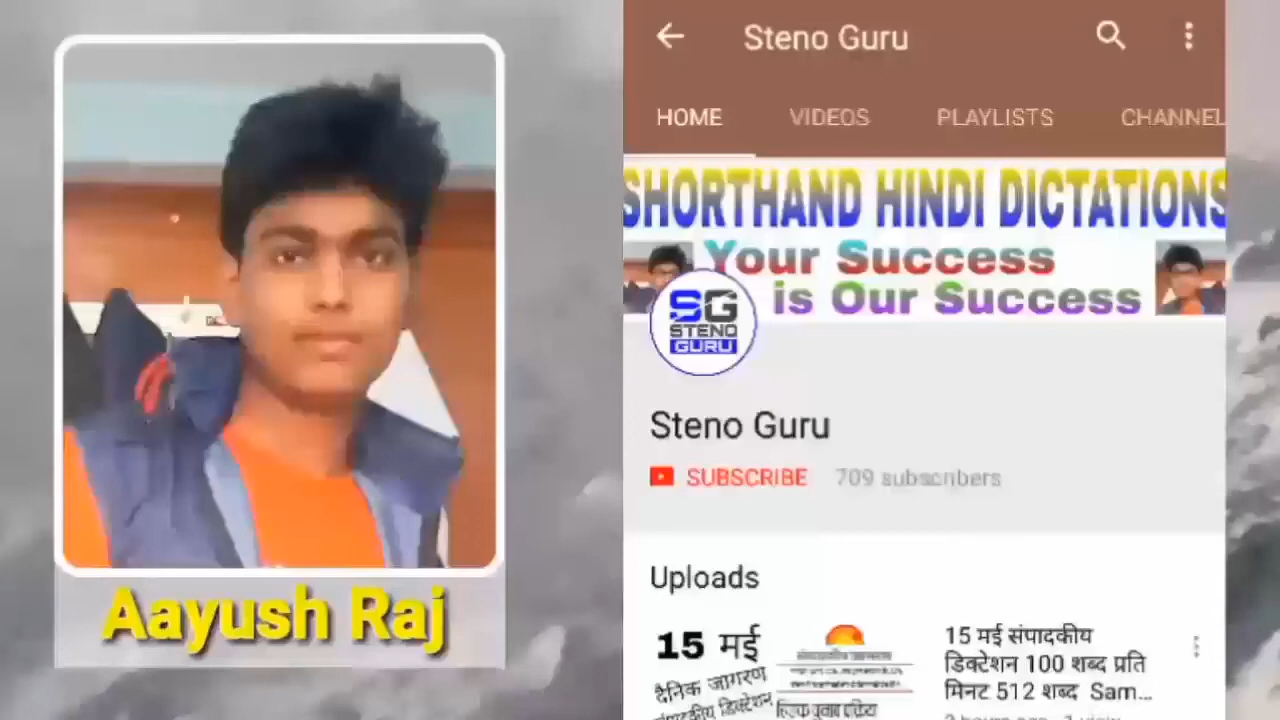 Aayush Raj
Steno Guru
HOME VIDEOS PLAYLISTS CHANNEL
SHORTHAND HINDI DICTATIONS
Your Success
is Our Success
SG
STENO
GURU
Steno Guru
SUBSCRIBE 709 subscribers
Uploads
15 मई
दैनिक जागरण
संपादकीय डिक्टेशन
15 मई संपादकीय
डिक्टेशन 100 शब्द प्रति
मिनट 512 शब्द Sam...